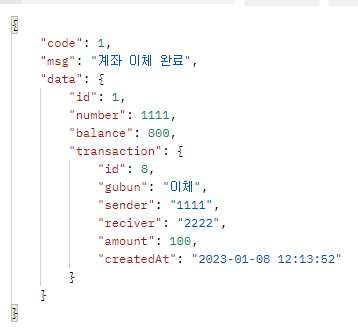 {
"code": 1,
"msg": "계좌 이체 완료",
"data": {
"id": 1,
"number": 1111,
"balance": 800,
"transaction": {
"id": 8,
"gubun": "이체",
"sender": "1111",
"reciver": "2222",
"amount": 100,
"createdAt": "2023-01-08 12:13:52"
}
}
}